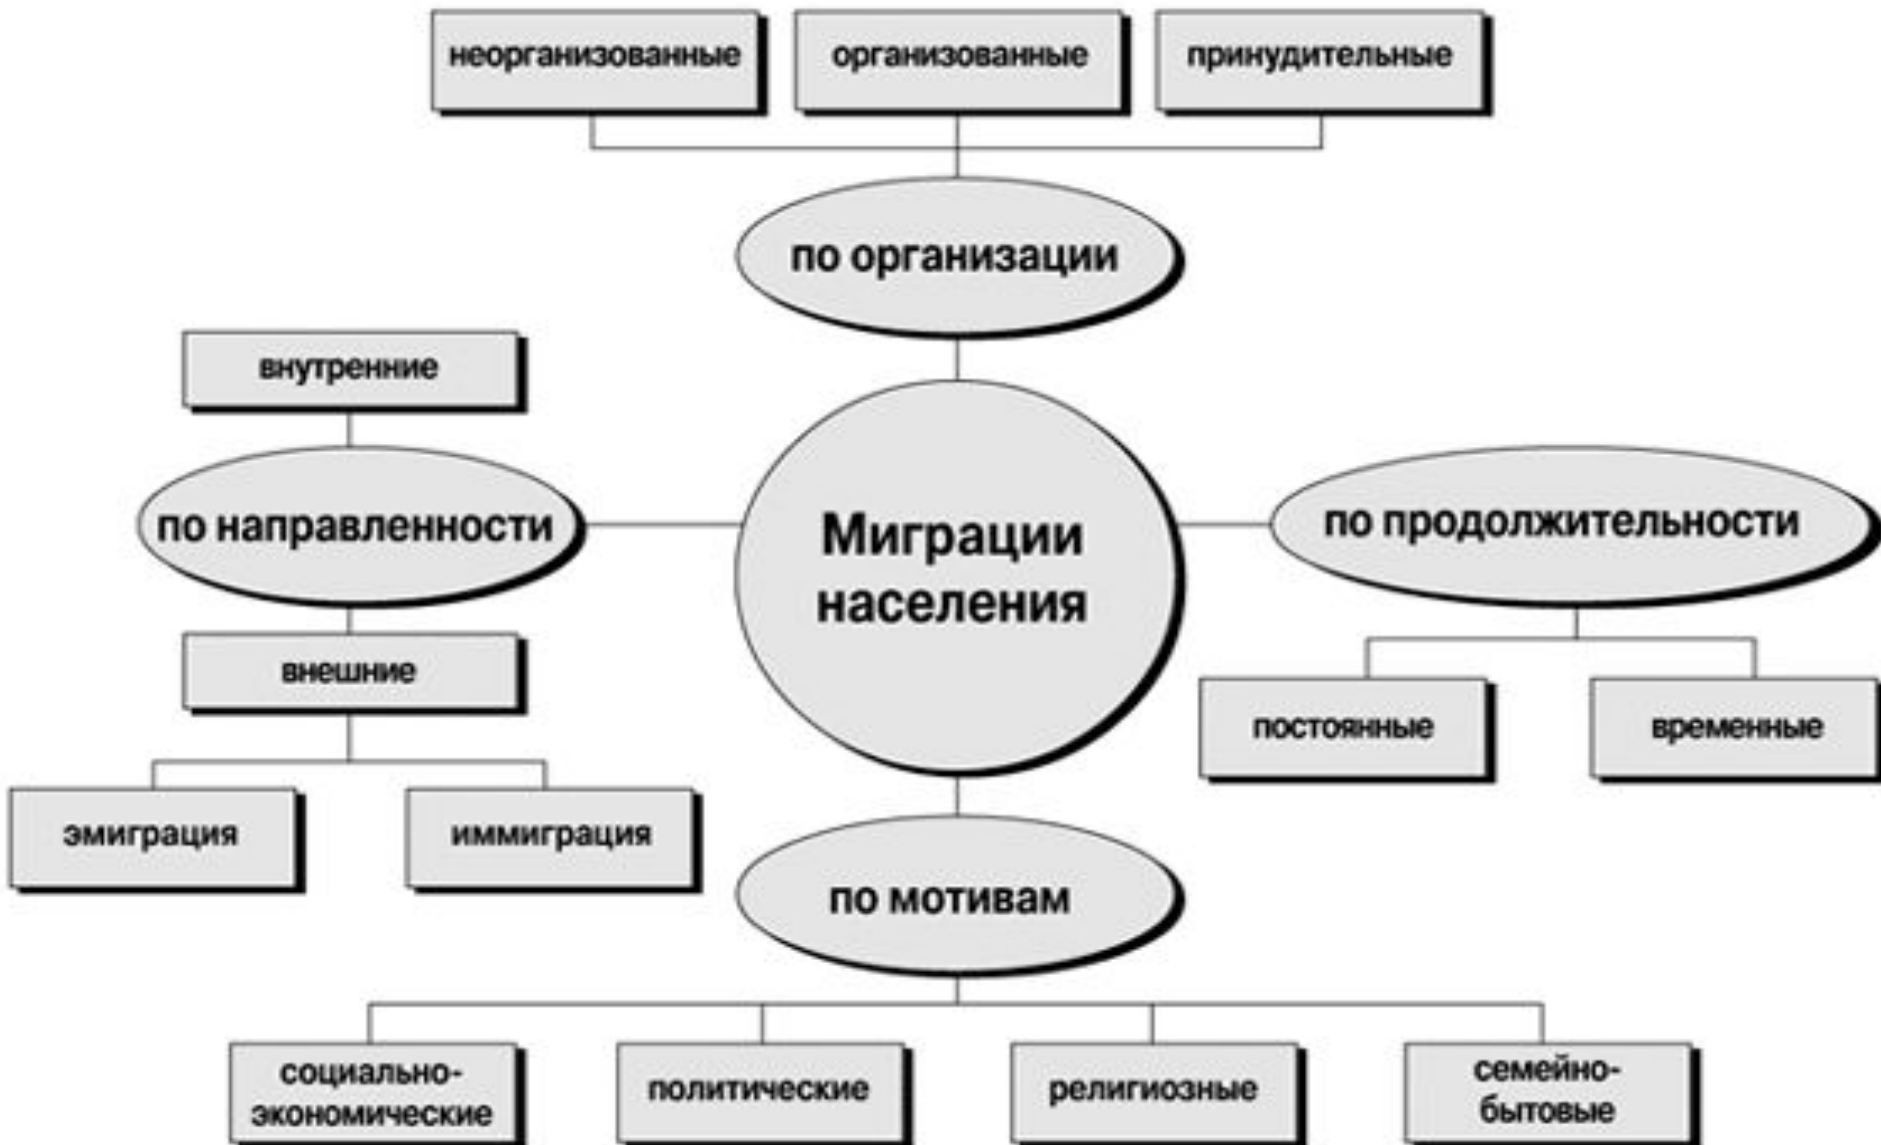 неорганизованные
организованные
принудительные
по организации
внутренние
по направленности
Миграции
населения
по продолжительности
внешние
постоянные
временные
эмиграция
иммиграция
по мотивам
социально-
экономические
политические
религиозные
семейно-
бытовые